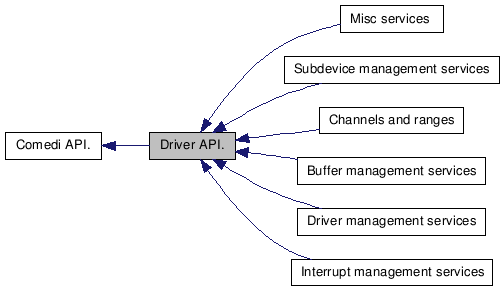 Misc services
Subdevice management services
Channels and ranges
Comedi API.
Driver API.
Buffer management services
Driver management services
Interrupt management services